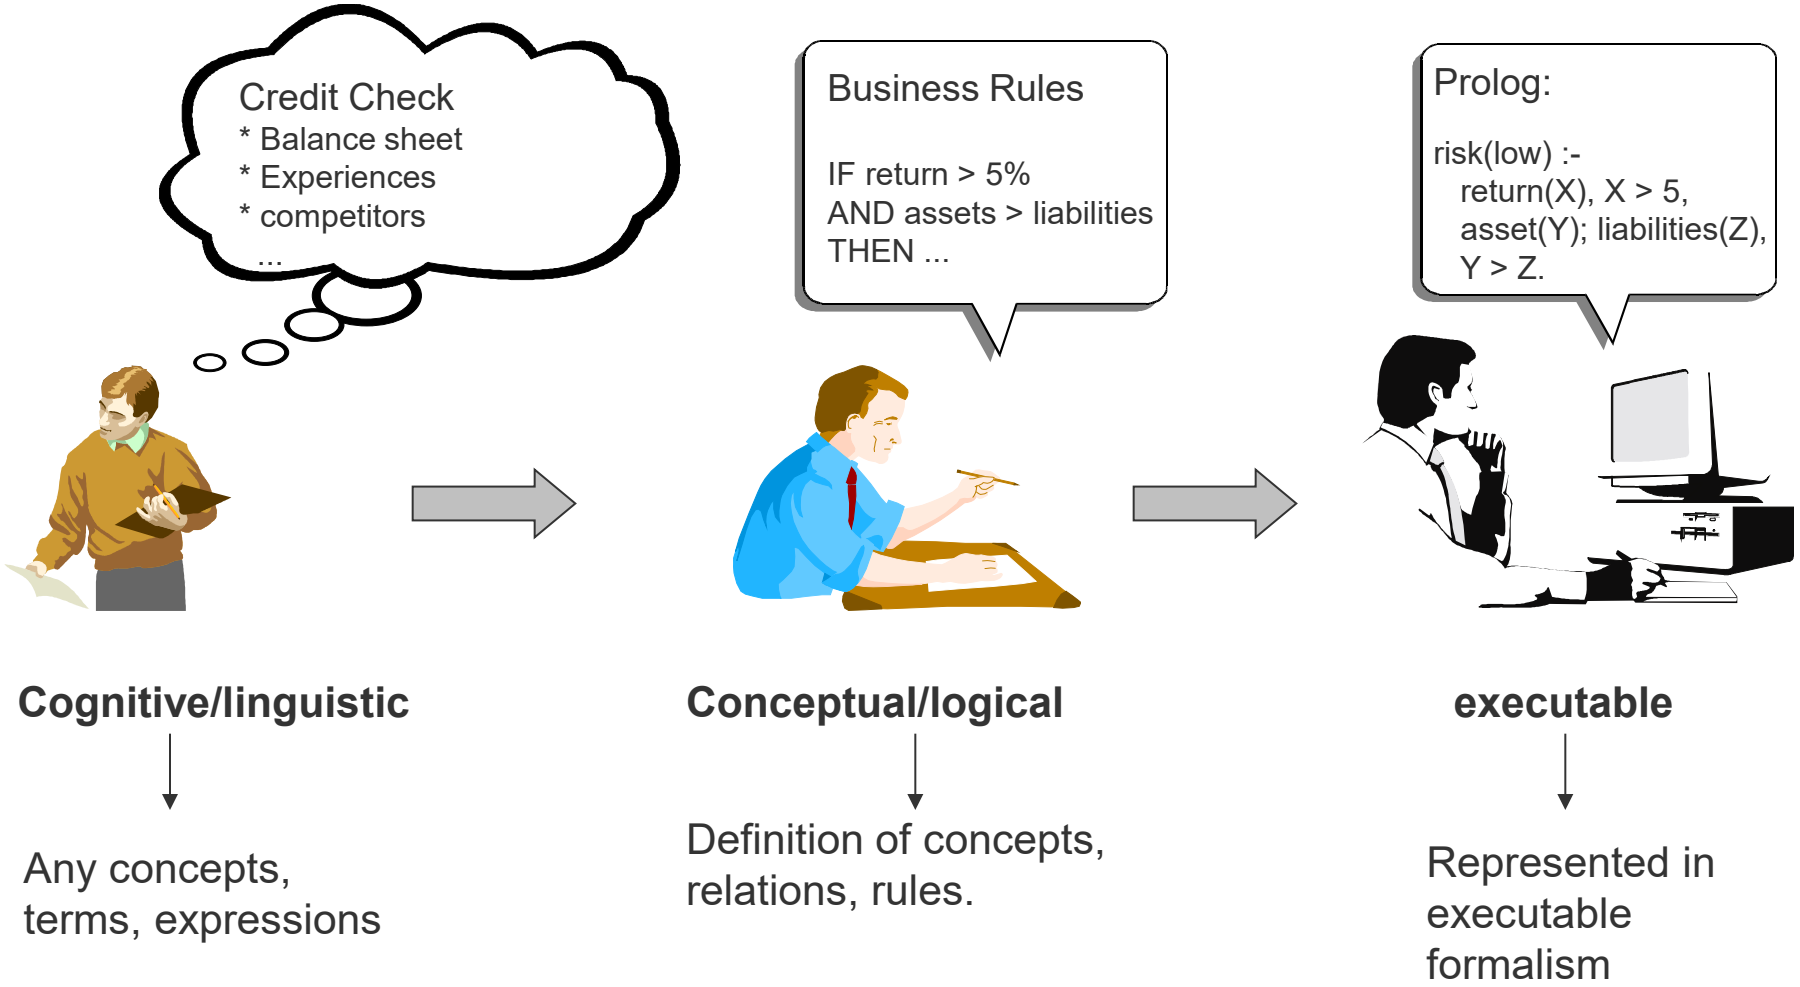 Credit Check
* Balance sheet
* Experiences
* competitors
...
Business Rules
IF return > 5%
AND assets > liabilities
THEN ...
Prolog:
risk(low) :-
return(X), X > 5,
asset(Y); liabilities(Z),
Y > Z.
Cognitive/linguistic
Conceptual/logical
executable
Any concepts,
terms, expressions
Definition of concepts,
relations, rules.
Represented in
executable
formalism